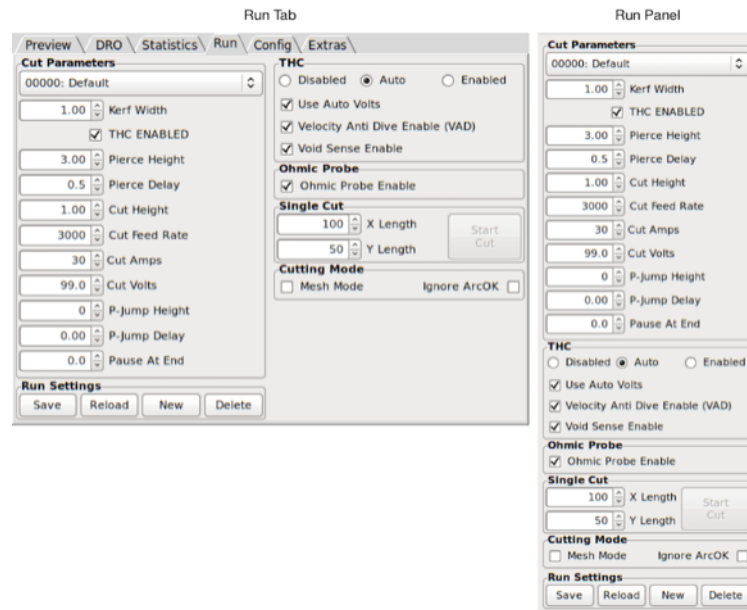 Run Tab
Preview DRO Statistics Run Config Extras
Cut Parameters
00000: Default
1.00 Kerf Width
THC ENABLED
3.00 Pierce Height
0.5 Pierce Delay
1.00 Cut Height
3000 Cut Feed Rate
30 Cut Amps
99.0 Cut Volts
0 P-Jump Height
0.00 P-Jump Delay
0.0 Pause At End
Run Settings
Save Reload New Delete
THC
Disabled Auto Enabled
Use Auto Volts
Velocity Anti Dive Enable (VAD)
Void Sense Enable
Ohmic Probe
Ohmic Probe Enable
Single Cut
100 X Length
50 Y Length
Start
Cut
Cutting Mode
Mesh Mode Ignore ArcOK
Run Panel
Cut Parameters
00000: Default
1.00 Kerf Width
THC ENABLED
3.00 Pierce Height
0.5 Pierce Delay
1.00 Cut Height
3000 Cut Feed Rate
30 Cut Amps
99.0 Cut Volts
0 P-Jump Height
0.00 P-Jump Delay
0.0 Pause At End
THC
Disabled Auto Enabled
Use Auto Volts
Velocity Anti Dive Enable (VAD)
Void Sense Enable
Ohmic Probe
Ohmic Probe Enable
Single Cut
100 X Length
50 Y Length
Start
Cut
Cutting Mode
Mesh Mode Ignore ArcOK
Run Settings
Save Reload New Delete